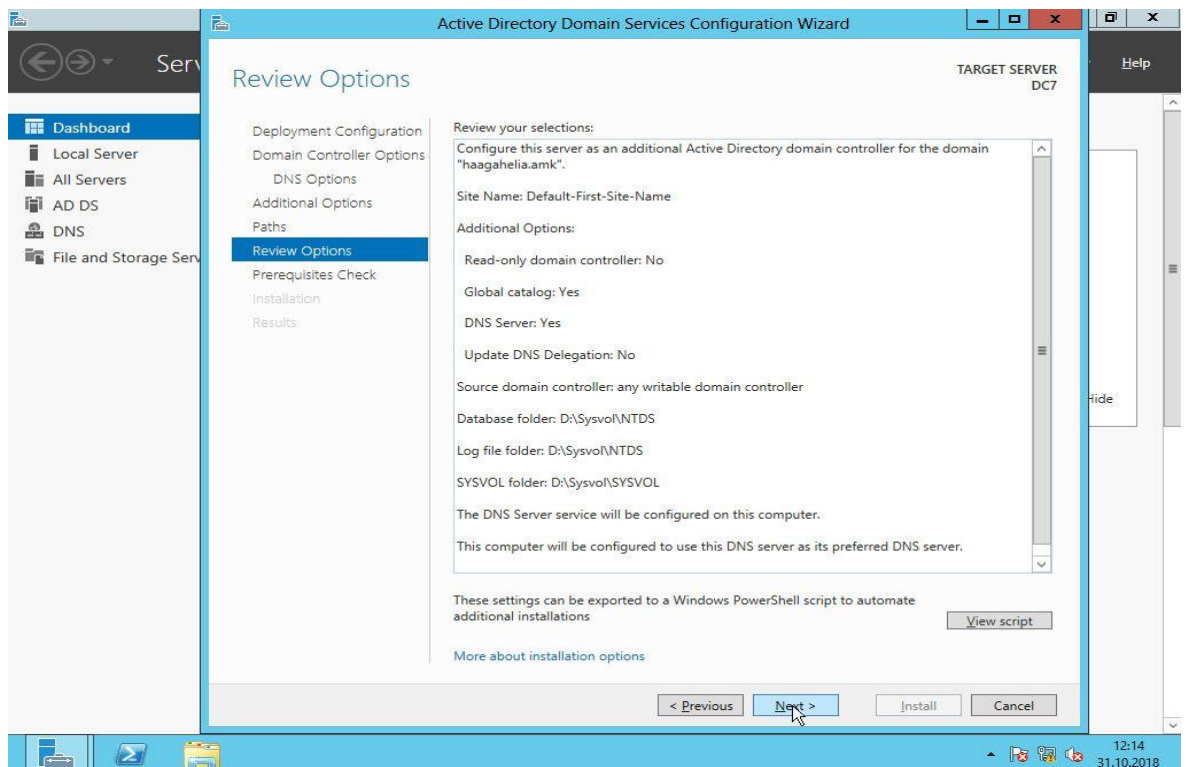 Active Directory Domain Services Configuration Wizard
Serv
Help
Review Options
TARGET SERVER
DC7
Dashboard
Local Server
All Servers
AD DS
DNS
File and Storage Serv
Deployment Configuration
Domain Controller Options
DNS Options
Additional Options
Paths
Review Options
Prerequisites Check
Installation
Results
Review your selections:
Configure this server as an additional Active Directory domain controller for the domain
"haagahelia.amk".
Site Name: Default-First-Site-Name
Additional Options:
Read-only domain controller: No
Global catalog: Yes
DNS Server: Yes
Update DNS Delegation: No
Source domain controller: any writable domain controller
Database folder: D:\Sysvol\NTDS
Log file folder: D:\Sysvol\NTDS
SYSVOL folder: D:\Sysvol\SYSVOL
The DNS Server service will be configured on this computer.
This computer will be configured to use this DNS server as its preferred DNS server.
These settings can be exported to a Windows PowerShell script to automate
additional installations
View script
More about installation options
Hide
< Previous
Next >
Install
Cancel
12:14
31.10.2018